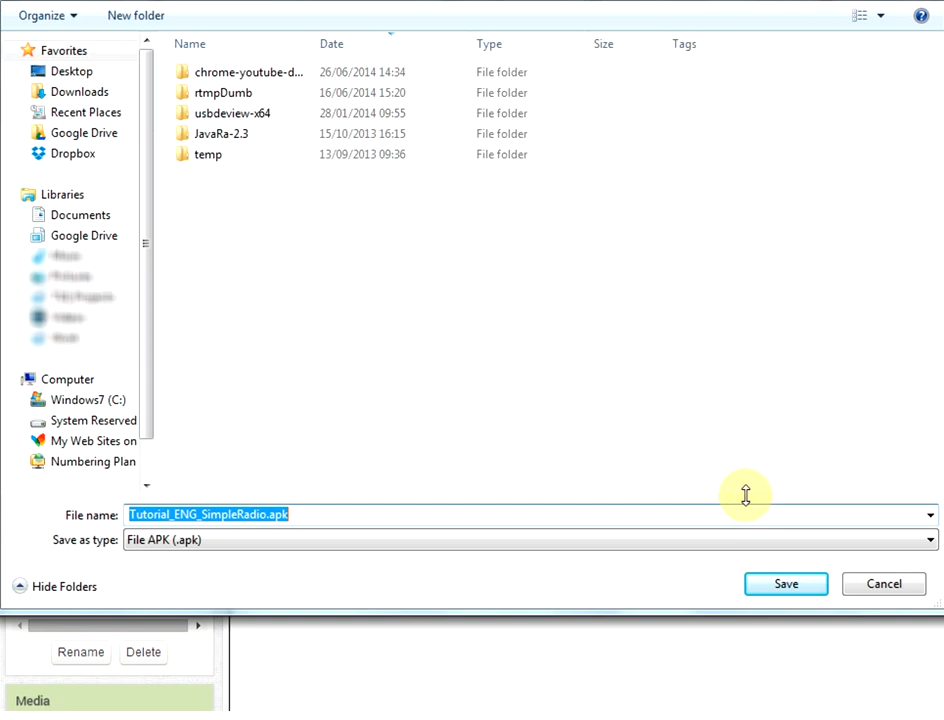 Organize New folder
Name Date Type Size Tags
Favorites
Desktop
Downloads
Recent Places
Google Drive
Dropbox
Libraries
Documents
Google Drive
Computer
Windows7 (C:)
System Reserved
My Web Sites on
Numbering Plan
chrome-youtube-d... 26/06/2014 14:34 File folder
rtmpDumb 16/06/2014 15:20 File folder
usbdeview-x64 28/01/2014 09:55 File folder
JavaRa-2.3 15/10/2013 16:15 File folder
temp 13/09/2013 09:36 File folder
File name: Tutorial_ENG_SimpleRadio.apk
Save as type: File APK (.apk)
Hide Folders Save Cancel
Rename Delete
Media